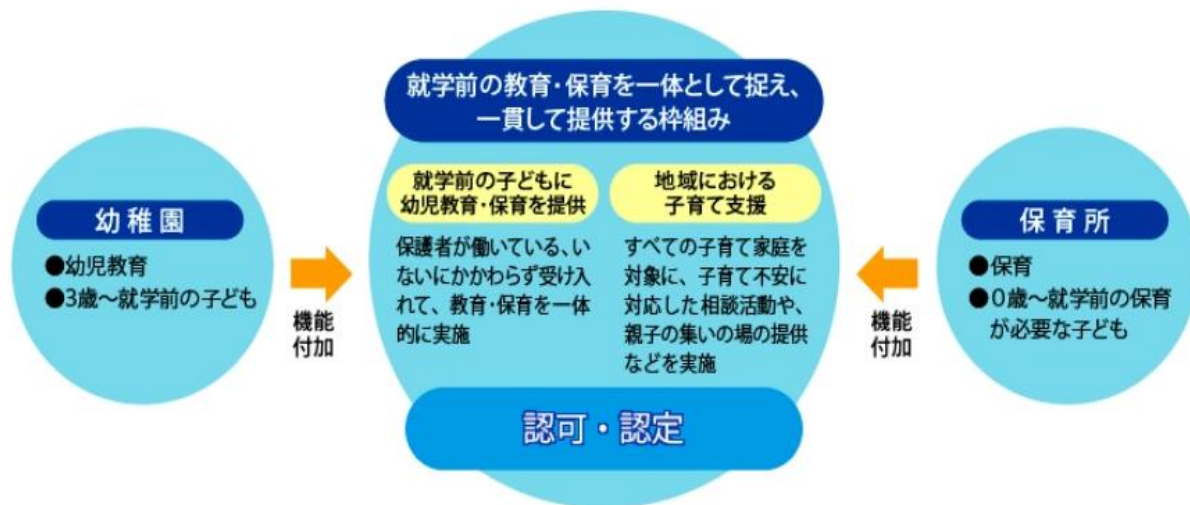 就学前の教育・保育を一体として捉え、
一貫して提供する枠組み
幼稚園
●幼児教育
●3歳～就学前の子ども
機能
付加
就学前の子どもに
幼児教育・保育を提供
保護者が働いている、い
ないにかかわらず受け入
れて、教育・保育を一体
的に実施
地域における
子育て支援
すべての子育て家庭を
対象に、子育て不安に
対応した相談活動や、
親子の集いの場の提供
などを実施
認可・認定
機能
付加
保育所
●保育
●０歳～就学前の保育
が必要な子ども